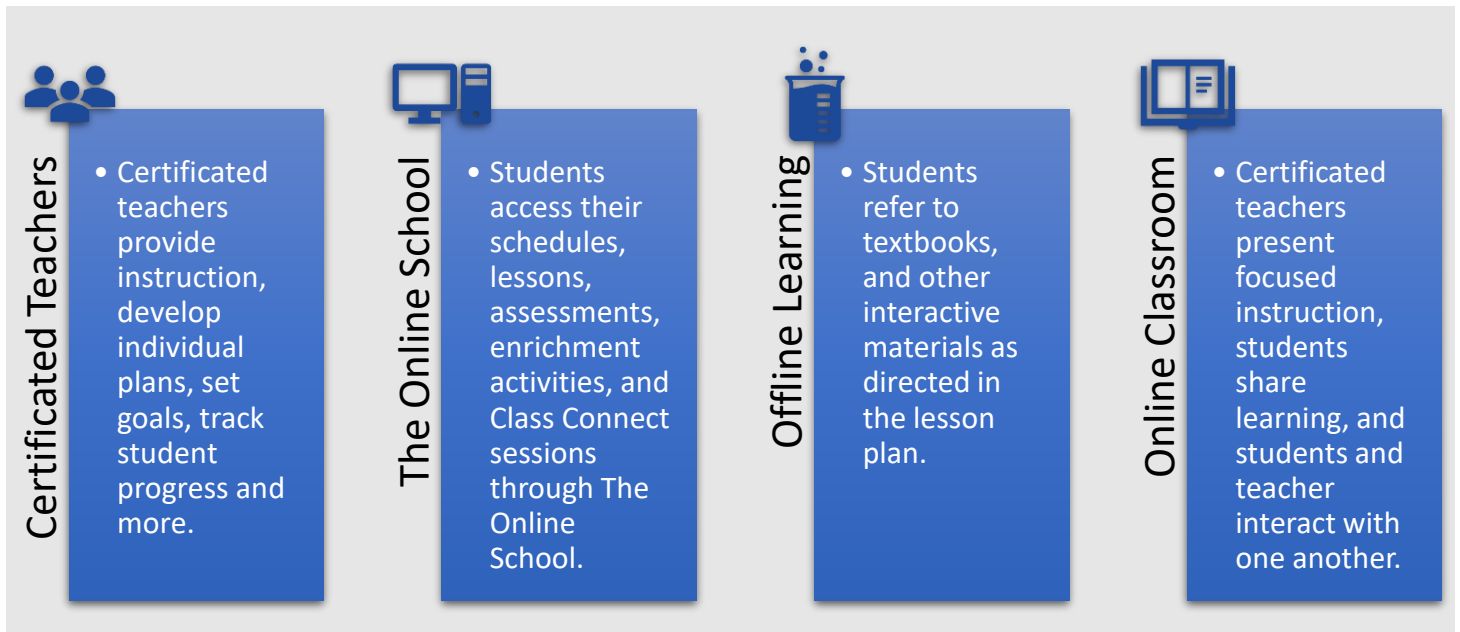 Certificated Teachers
• Certificated
teachers
provide
instruction,
develop
individual
plans, set
goals, track
student
progress and
more.
The Online School
• Students
access their
schedules,
lessons,
assessments,
enrichment
activities, and
Class Connect
sessions
through The
Online
School.
Offline Learning
• Students
refer to
textbooks,
and other
interactive
materials as
directed in
the lesson
plan.
Online Classroom
• Certificated
teachers
present
focused
instruction,
students
share
learning, and
students and
teacher
interact with
one another.